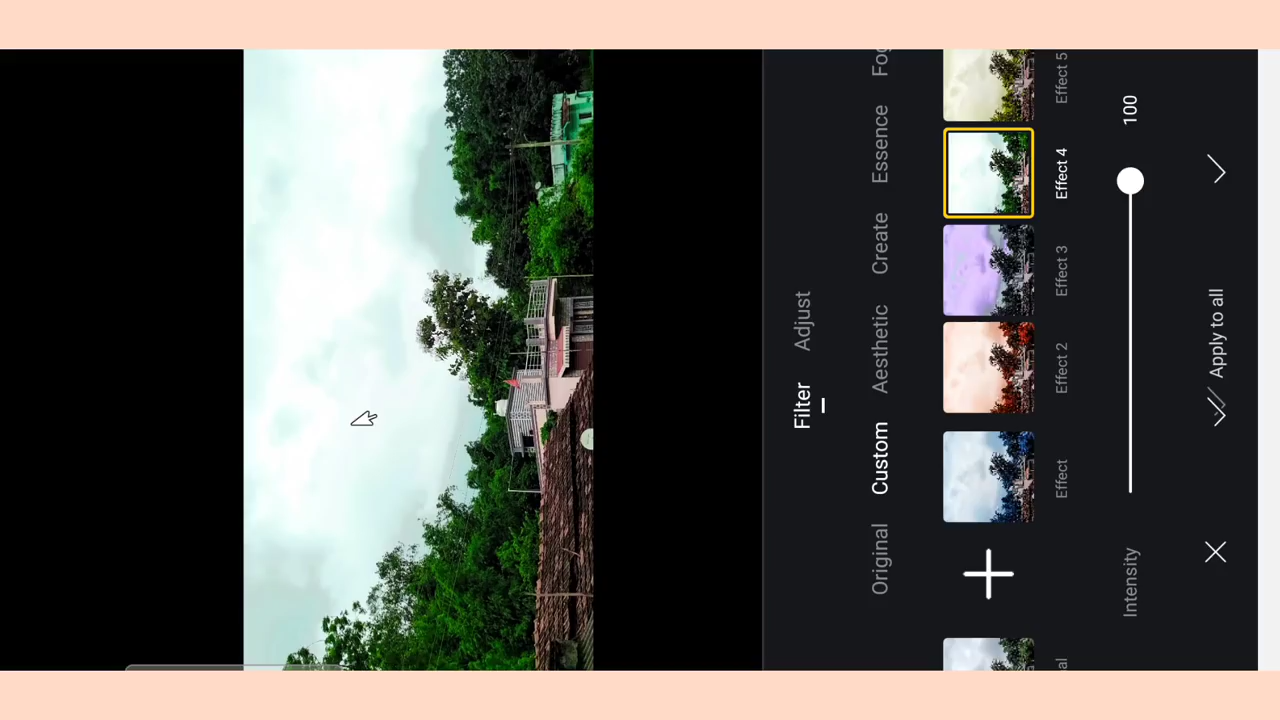 Filter
Adjust
Original
Custom
Aesthetic
Create
Essence
Effect
Effect 2
Effect 3
Effect 4
Effect 5
Intensity
100
Apply to all